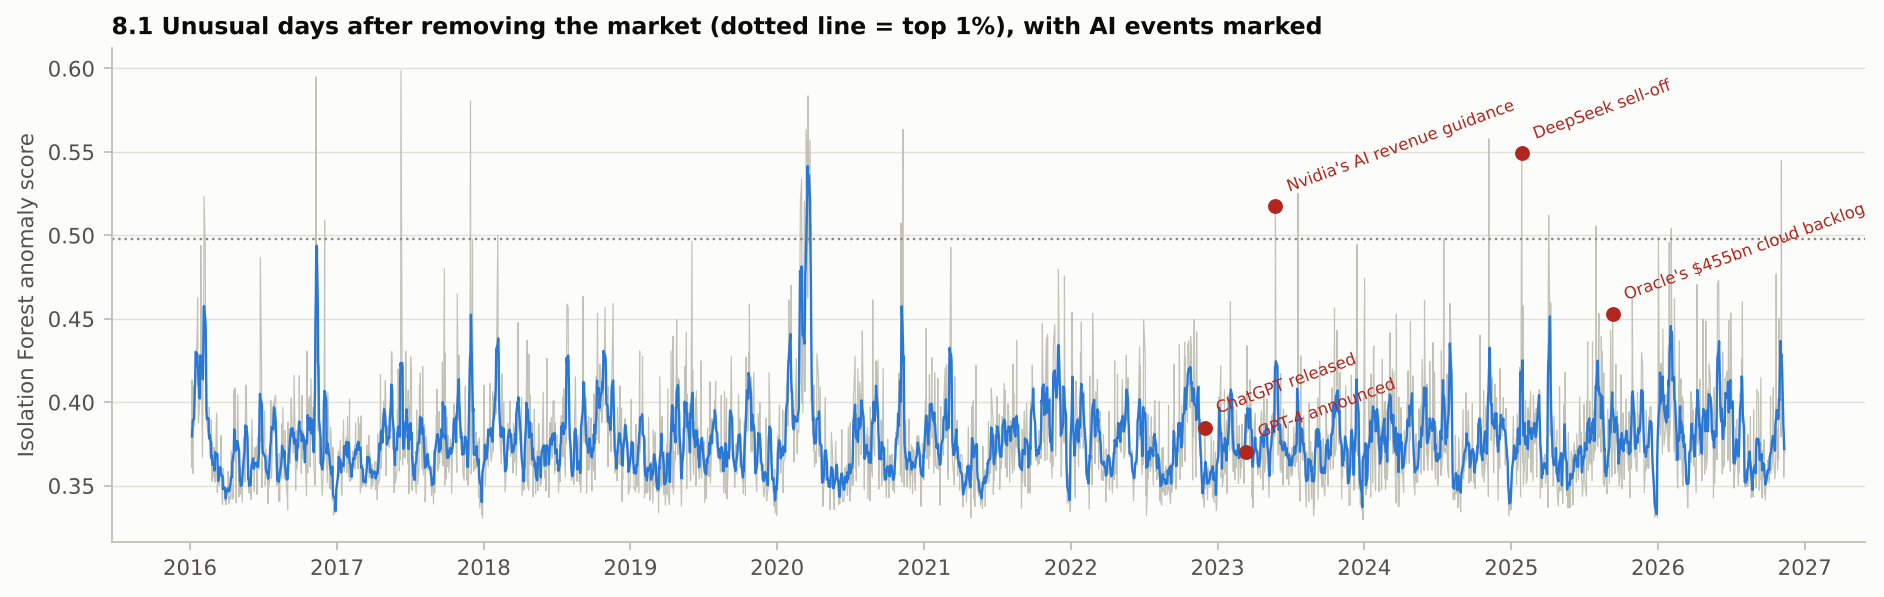 8.1 Unusual days after removing the market (dotted line = top 1%), with AI events marked
Isolation Forest anomaly score
0.60
0.55
0.50
0.45
0.40
0.35
Nvidia's AI revenue guidance
DeepSeek sell-off
Oracle's $455bn cloud backlog
ChatGPT released
GPT-4 announced
2016 2017 2018 2019 2020 2021 2022 2023 2024 2025 2026 2027